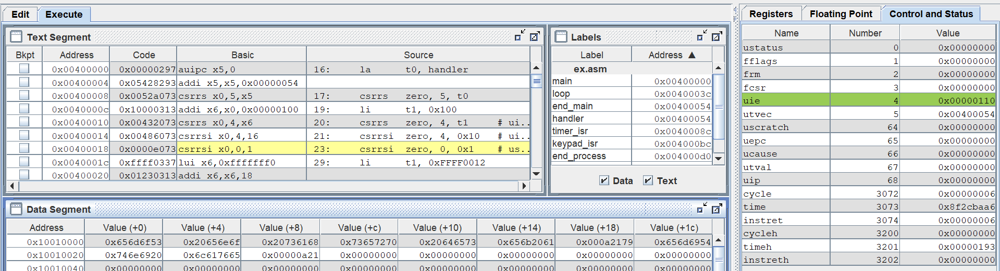 Edit Execute
Registers Floating Point Control and Status
Text Segment
Bkpt Address Code Basic Source
0x00400000 0x00000297 auipc x5,0 16: la t0, handler
0x00400004 0x05428293 addi x5,x5,0x00000054
0x00400008 0x0052a073 csrrs x0,5,x5 17: csrrs zero, 5, t0
0x0040000c 0x10000313 addi x6,x0,0x00000100 19: li t1, 0x100
0x00400010 0x00432073 csrrs x0,4,x6 20: csrrs zero, 4, t1 # ui..
0x00400014 0x00486073 csrrsi x0,4,16 21: csrrsi zero, 4, 0x10 # ui..
0x00400018 0x0000e073 csrrsi x0,0,1 23: csrrsi zero, 0, 0x1 # us..
0x0040001c 0xffff0337 lui x6,0xfffffff0 29: li t1, 0xFFFF0012
0x00400020 0x01230313 addi x6,x6,18
Labels
Label Address ▲
ex.asm
main 0x00400000
loop 0x0040003c
end_main 0x00400054
handler 0x00400054
timer_isr 0x0040008c
keypad_isr 0x004000bc
end_process 0x004000d0
Data Text
Data Segment
Address Value (+0) Value (+4) Value (+8) Value (+c) Value (+10) Value (+14) Value (+18) Value (+1c)
0x10010000 0x656d6f53 0x20656e6f 0x20736168 0x73657270 0x20646573 0x656b2061 0x000a2179 0x656d6954
0x10010020 0x746e6920 0x6c617665 0x00000a21 0x00000000 0x00000000 0x00000000 0x00000000 0x00000000
0x10010040 0x00000000 0x00000000 0x00000000 0x00000000 0x00000000 0x00000000 0x00000000 0x00000000
Name Number Value
ustatus 0 0x00000000
fflags 1 0x00000000
frm 2 0x00000000
fcsr 3 0x00000000
uie 4 0x00000110
utvec 5 0x00400054
uscratch 64 0x00000000
uepc 65 0x00000000
ucause 66 0x00000000
utval 67 0x00000000
uip 68 0x00000000
cycle 3072 0x00000006
time 3073 0x8f2cbaa6
instret 3074 0x00000006
cycleh 3200 0x00000000
timeh 3201 0x00000193
instreth 3202 0x00000000